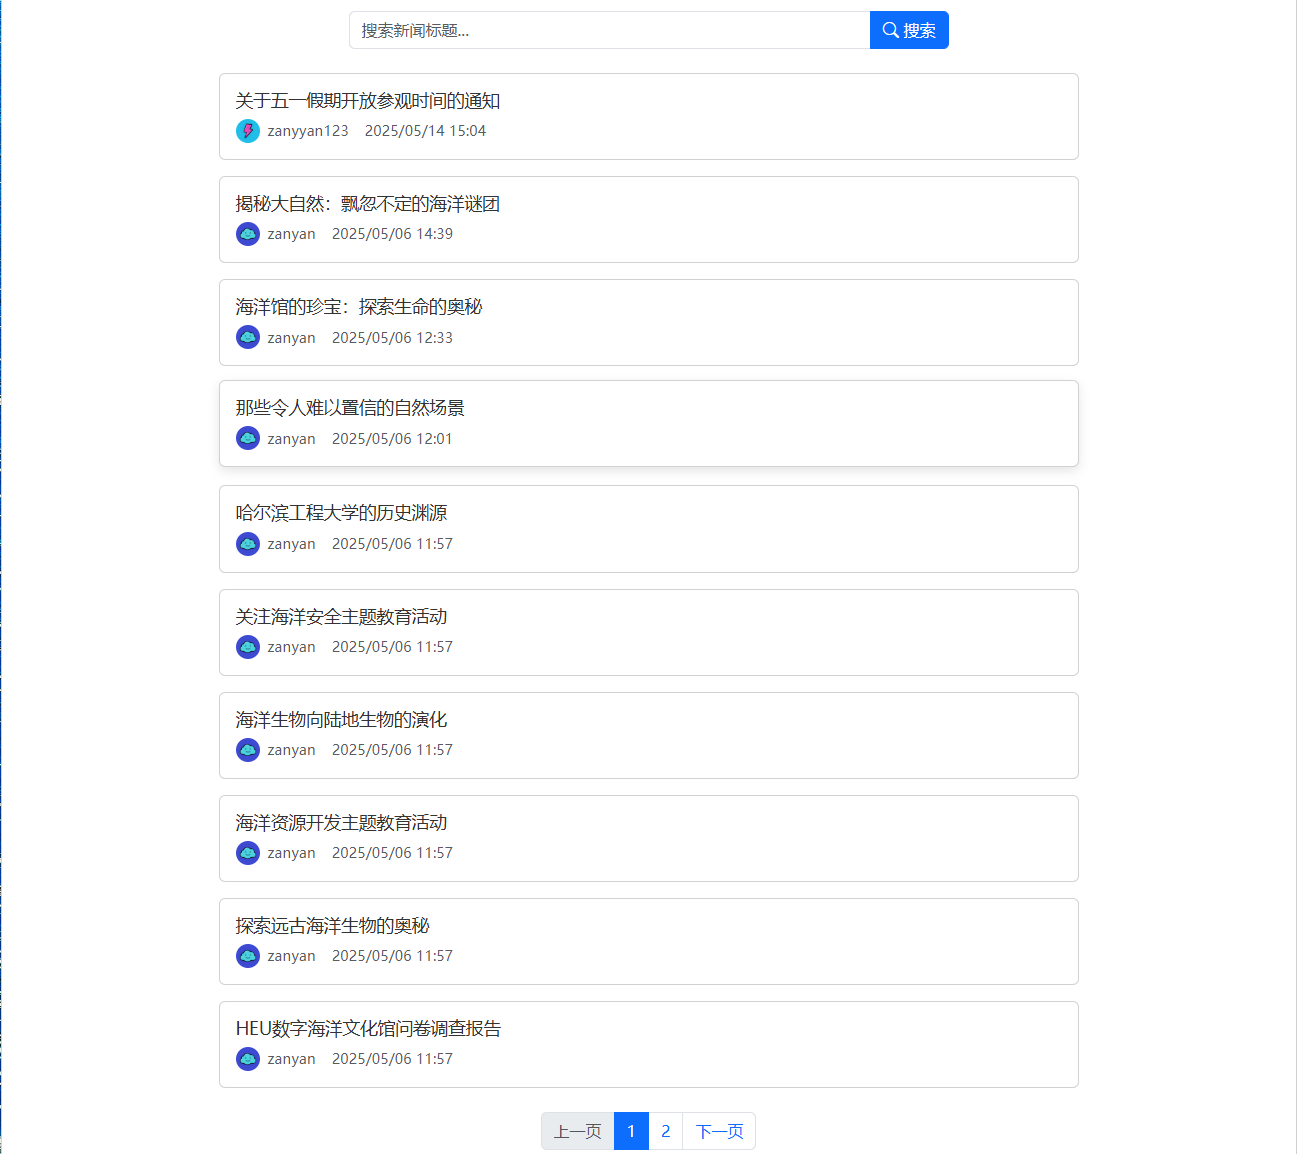 搜索新闻标题...
搜索
关于五一假期开放参观时间的通知
zanyyan123 2025/05/14 15:04
揭秘大自然：飘忽不定的海洋谜团
zanyan 2025/05/06 14:39
海洋馆的珍宝：探索生命的奥秘
zanyan 2025/05/06 12:33
那些令人难以置信的自然场景
zanyan 2025/05/06 12:01
哈尔滨工程大学的历史渊源
zanyan 2025/05/06 11:57
关注海洋安全主题教育活动
zanyan 2025/05/06 11:57
海洋生物向陆地生物的演化
zanyan 2025/05/06 11:57
海洋资源开发主题教育活动
zanyan 2025/05/06 11:57
探索远古海洋生物的奥秘
zanyan 2025/05/06 11:57
HEU数字海洋文化馆问卷调查报告
zanyan 2025/05/06 11:57
上一页 1 2 下一页